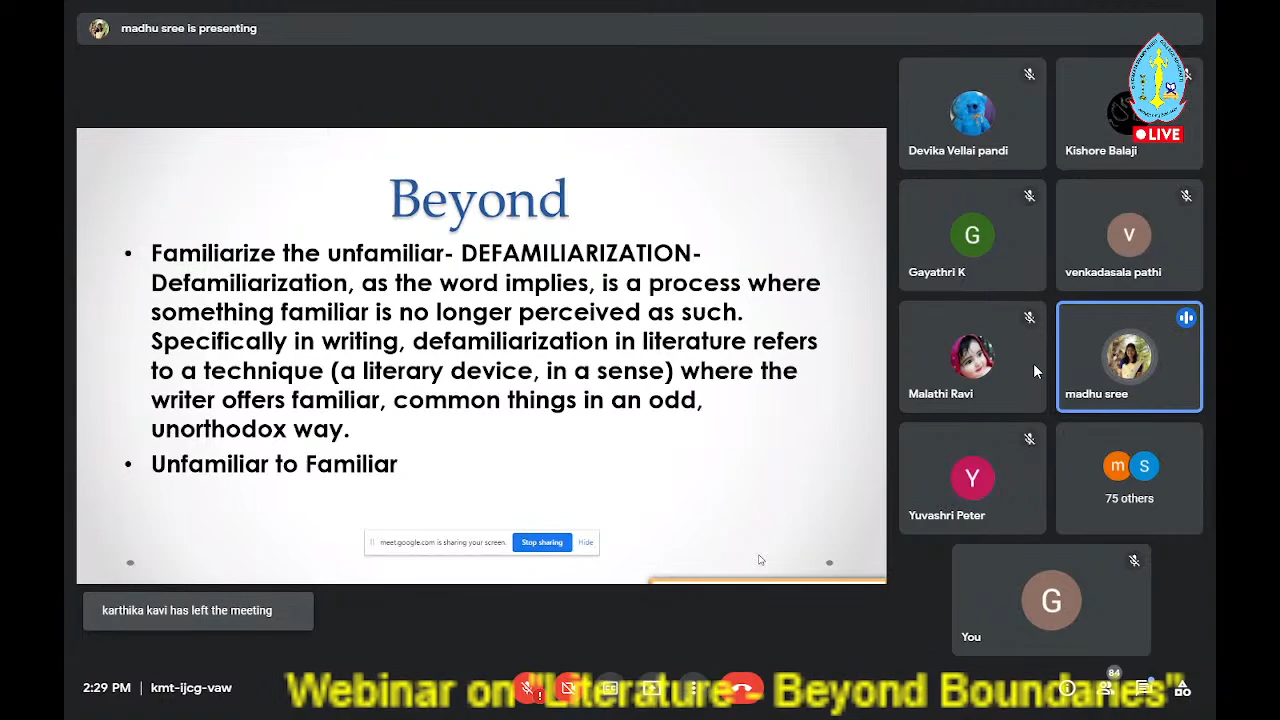 madhu sree is presenting
LIVE
Devika Vellai pandi
Kishore Balaji
Beyond
• Familiarize the unfamiliar- DEFAMILIARIZATION-
Defamiliarization, as the word implies, is a process where
something familiar is no longer perceived as such.
Specifically in writing, defamiliarization in literature refers
to a technique (a literary device, in a sense) where the
writer offers familiar, common things in an odd,
unorthodox way.
• Unfamiliar to Familiar
G
Gayathri K
v
venkadasala pathi
Malathi Ravi
madhu sree
Y
Yuvashri Peter
m S
75 others
meet.google.com is sharing your screen.
Stop sharing
Hide
G
You
karthika kavi has left the meeting
2:29 PM | kmt-ijcg-vaw
84
Webinar on "Literature - Beyond Boundaries"